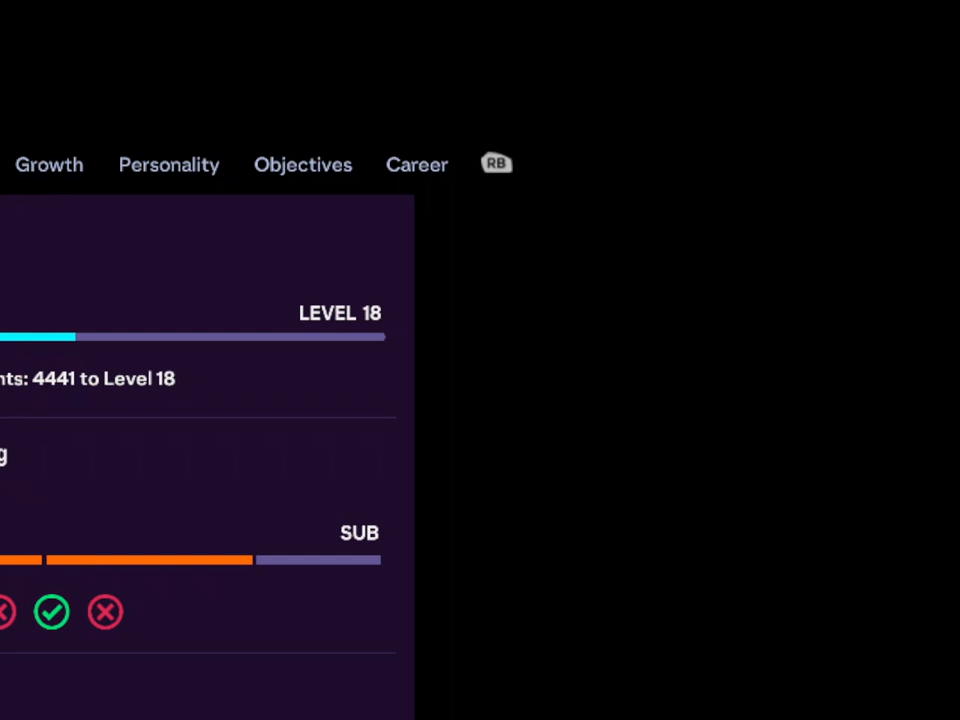 Growth Personality Objectives Career RB
LEVEL 18
nts: 4441 to Level 18
g
SUB